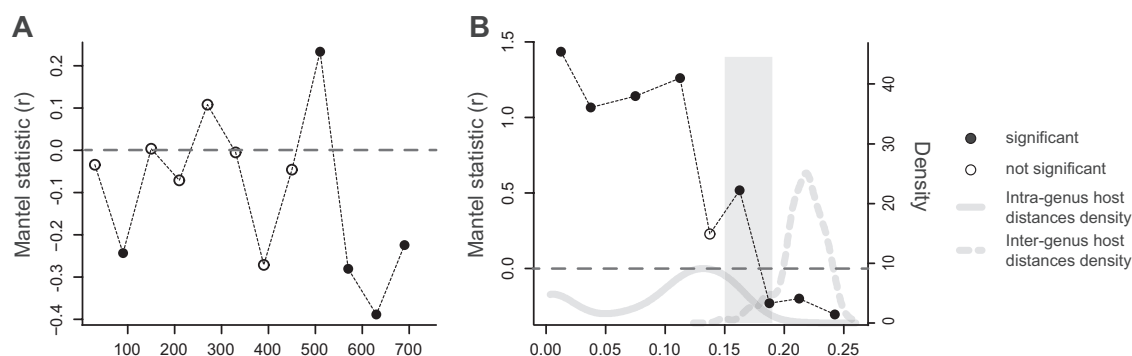 A
Mantel statistic (r)
0.2
0.1
0.0
−0.1
−0.2
−0.3
−0.4
100 200 300 400 500 600 700
B
Mantel statistic (r)
1.5
1.0
0.5
0.0
0.00 0.05 0.10 0.15 0.20 0.25
40
30
20
10
0
Density
significant
not significant
Intra-genus host
distances density
Inter-genus host
distances density